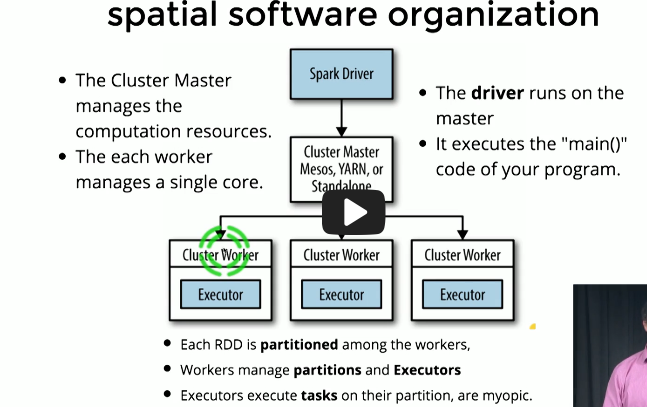 spatial software organization
• The Cluster Master
manages the
computation resources.
• The each worker
manages a single core.
Spark Driver
• The driver runs on the
master
• It executes the "main()"
code of your program.
Cluster Master
Mesos, YARN, or
Standalone
Cluster Worker
Executor
Cluster Worker
Executor
Cluster Worker
Executor
• Each RDD is partitioned among the workers,
• Workers manage partitions and Executors
• Executors execute tasks on their partition, are myopic.